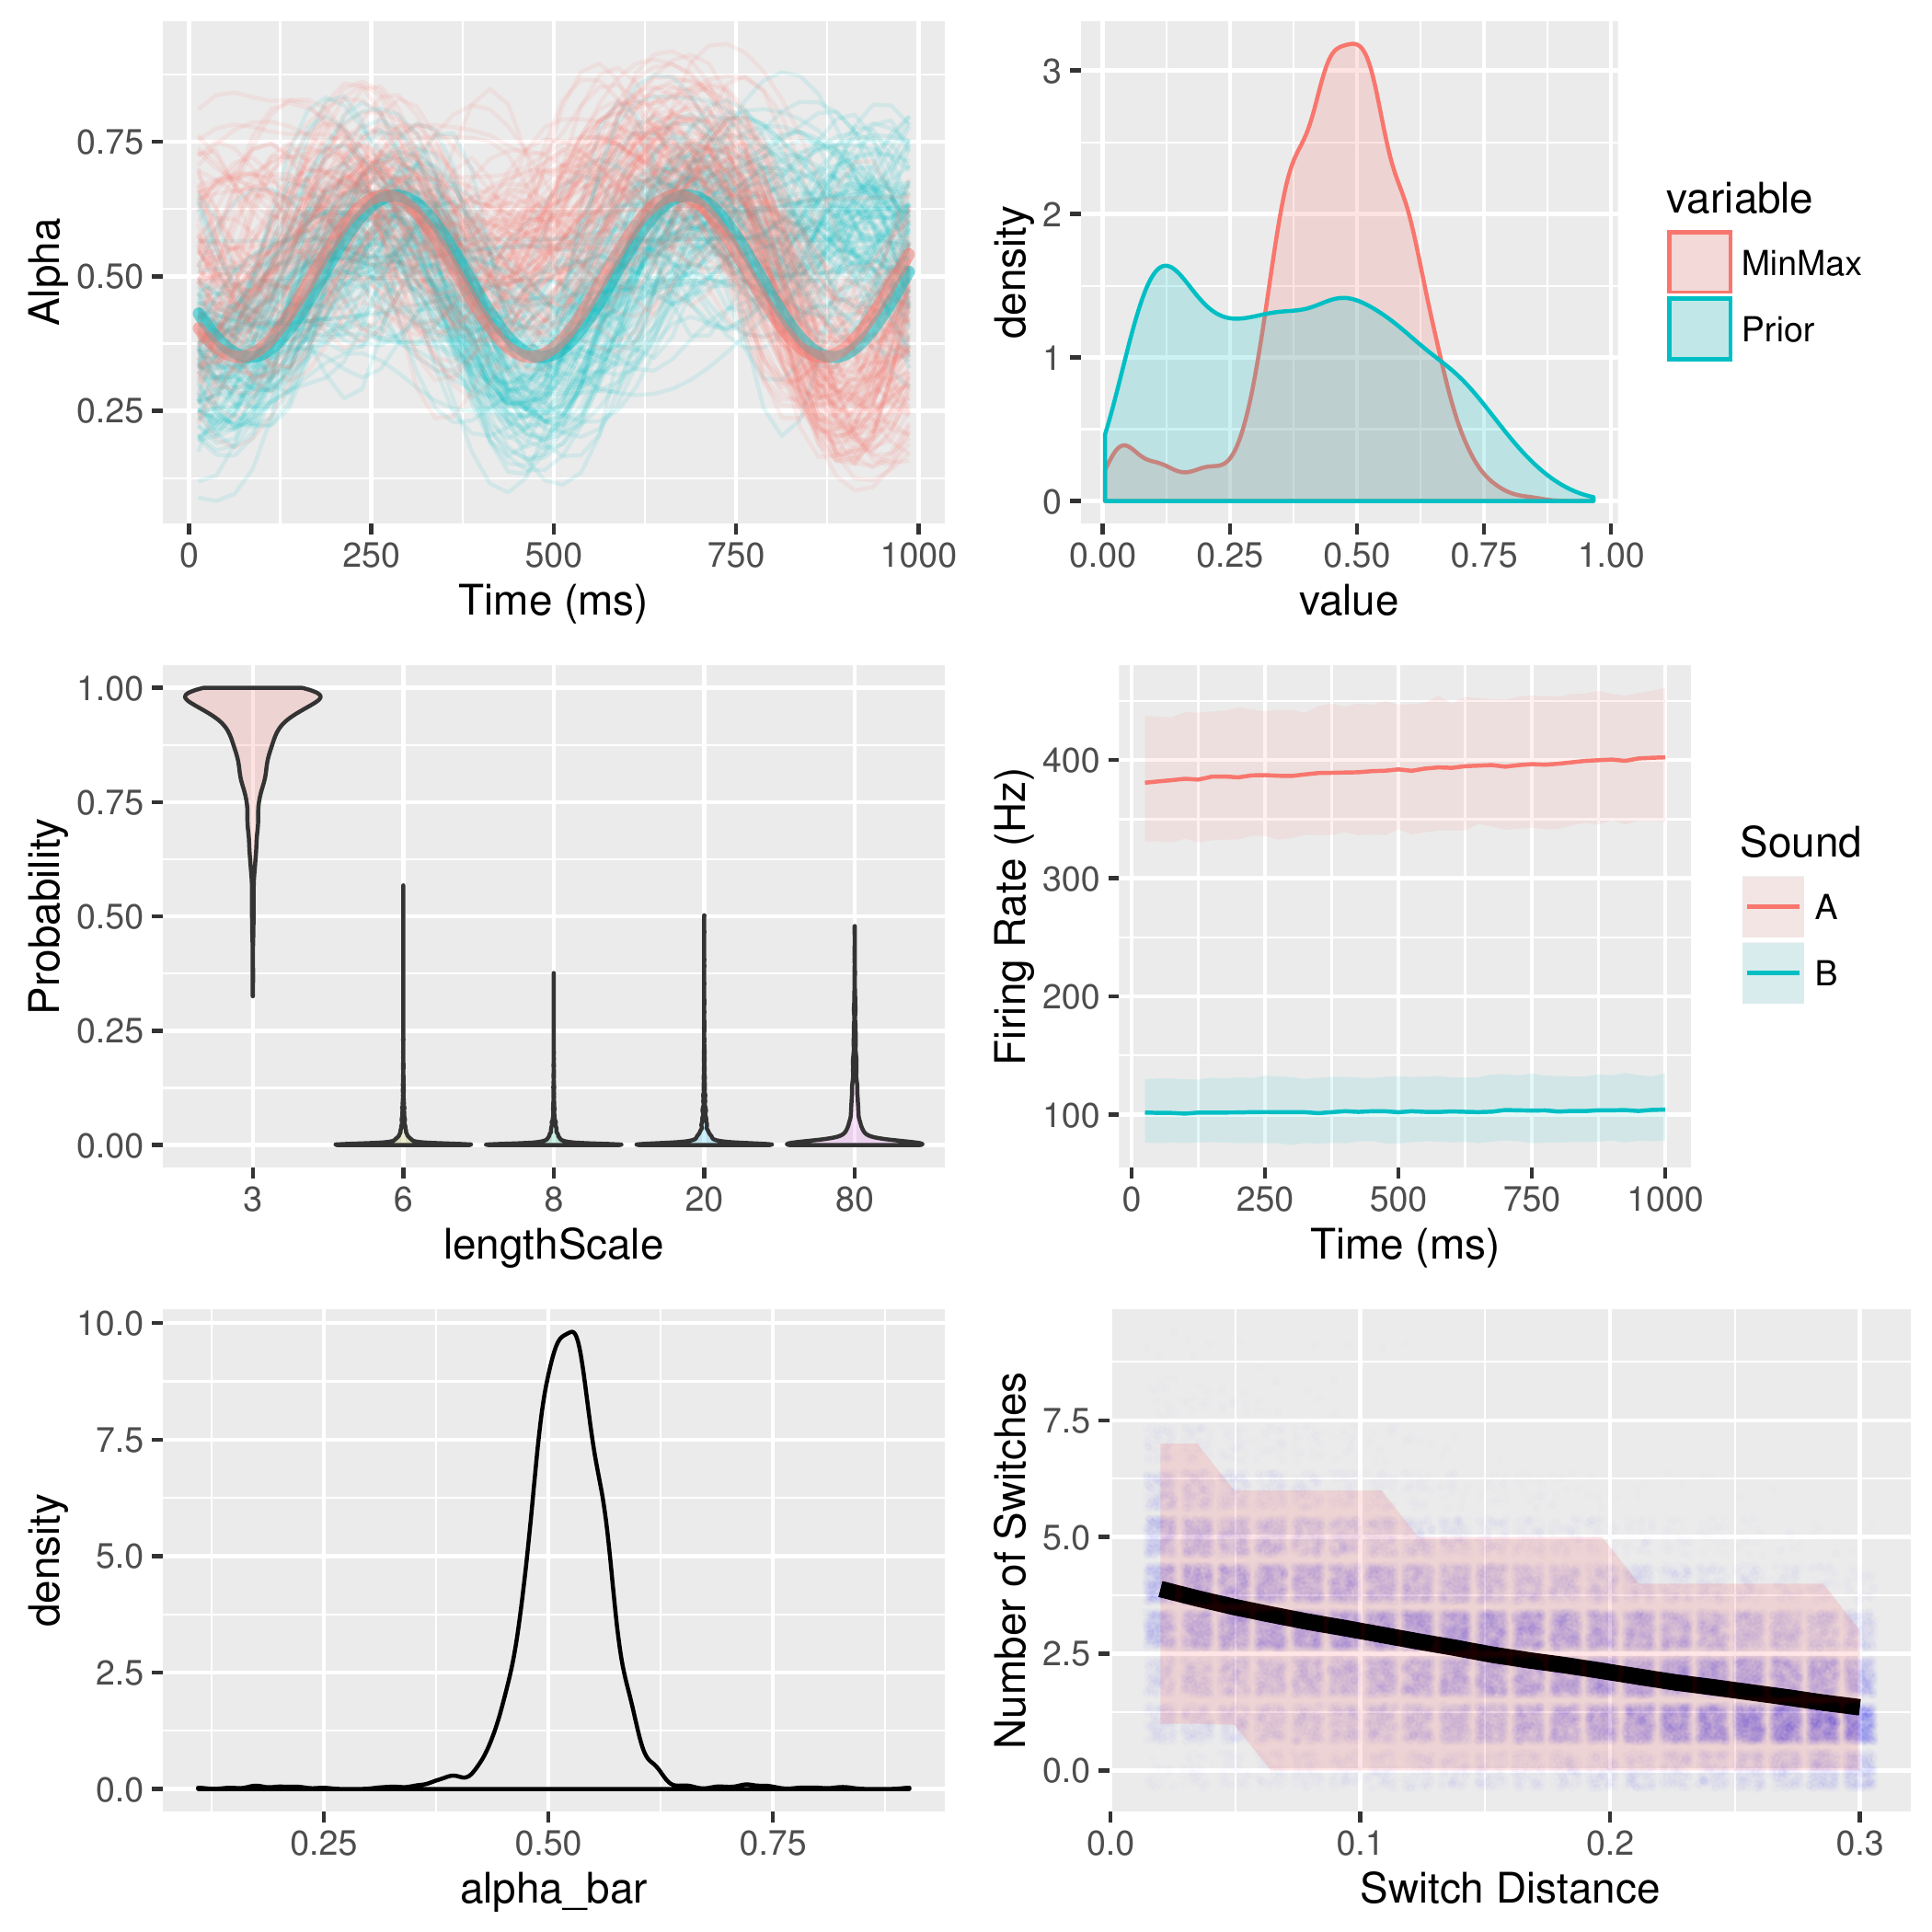 Alpha
0.75
0.50
0.25
0 250 500 750 1000
Time (ms)
density
3
2
1
0
0.00 0.25 0.50 0.75 1.00
value
variable
MinMax
Prior
Probability
1.00
0.75
0.50
0.25
0.00
3 6 8 20 80
lengthScale
Firing Rate (Hz)
400
300
200
100
0 250 500 750 1000
Time (ms)
Sound
A
B
density
10.0
7.5
5.0
2.5
0.0
0.25 0.50 0.75
alpha_bar
Number of Switches
7.5
5.0
2.5
0.0
0.0 0.1 0.2 0.3
Switch Distance